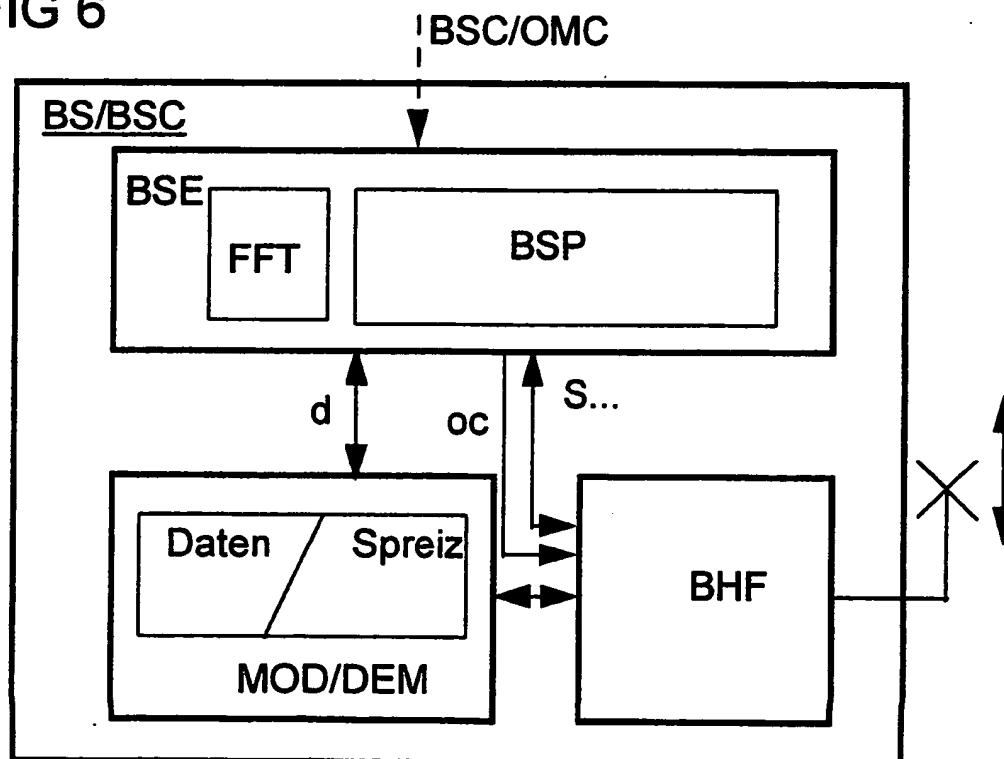 FIG 6
BSC/OMC
BS/BSC
BSE
FFT
BSP
d
oc
S...
Daten
Spreiz
BHF
MOD/DEM